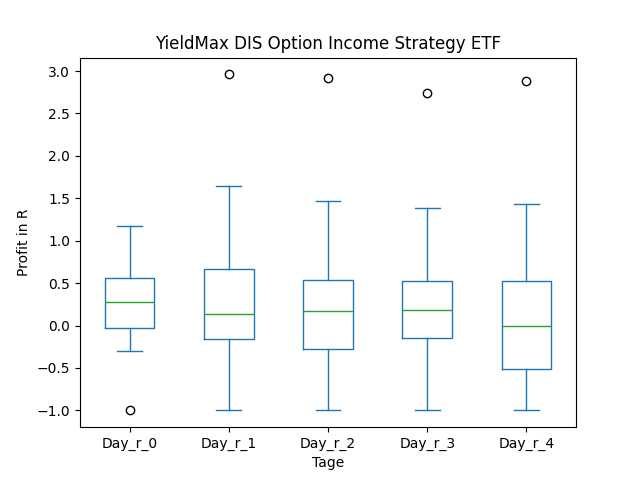 YieldMax DIS Option Income Strategy ETF
3.0
2.5
2.0
1.5
1.0
0.5
0.0
−0.5
−1.0
Profit in R
Day_r_0 Day_r_1 Day_r_2 Day_r_3 Day_r_4
Tage